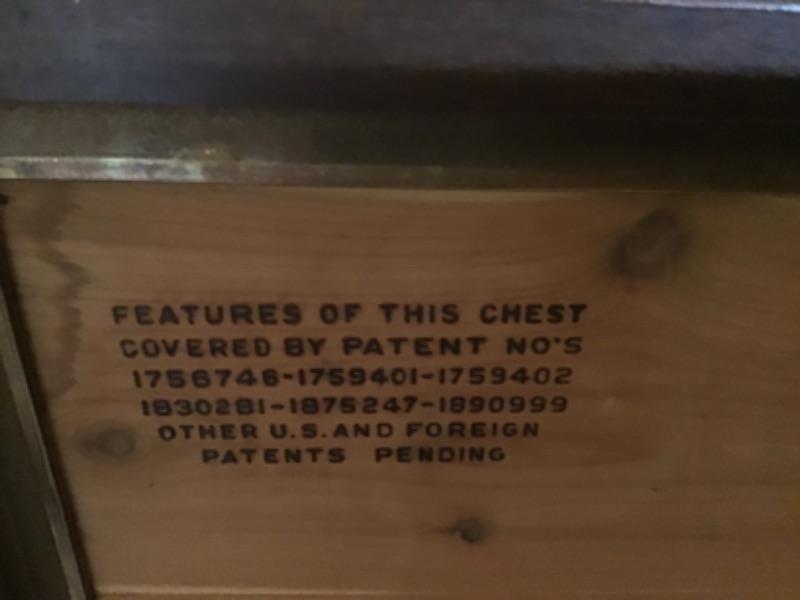 FEATURES OF THIS CHEST
COVERED BY PATENT NO'S
1756746-1759401-1759402
1830281-1875247-1890999
OTHER U.S. AND FOREIGN
PATENTS PENDING